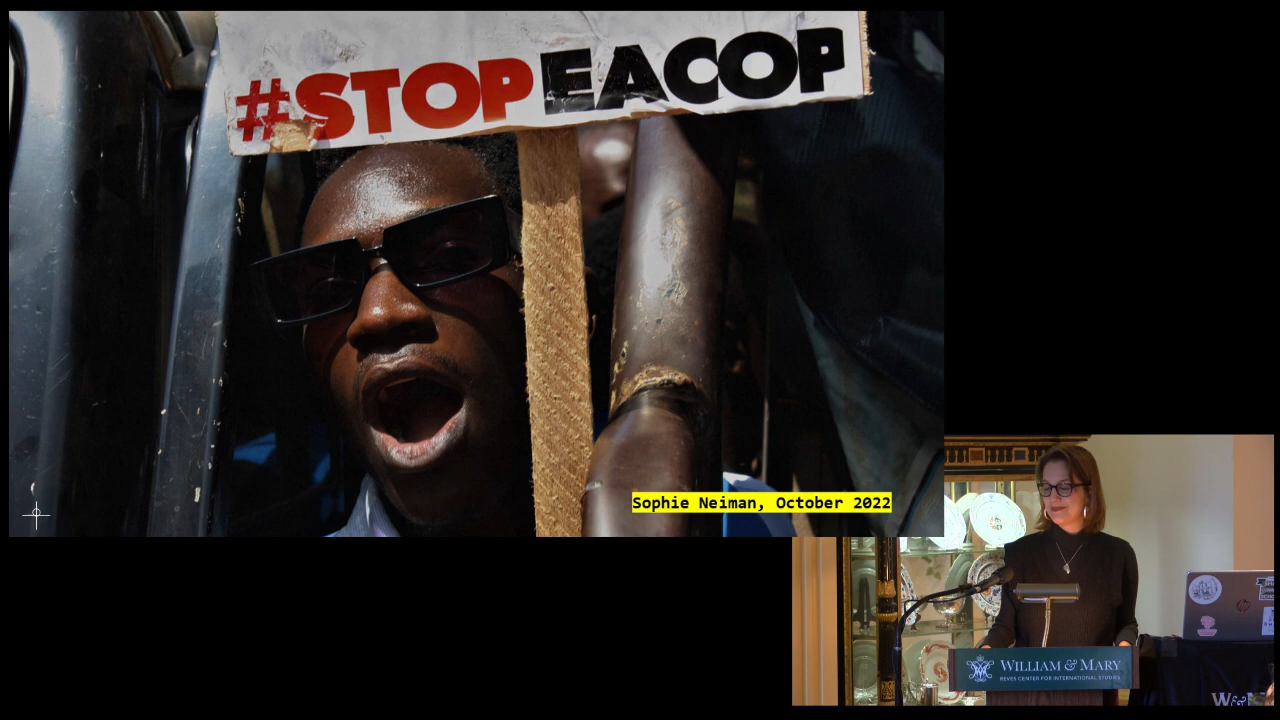 #STOPEACOP
Sophie Neiman, October 2022
WILLIAM & MARY
REVES CENTER FOR INTERNATIONAL STUDIES